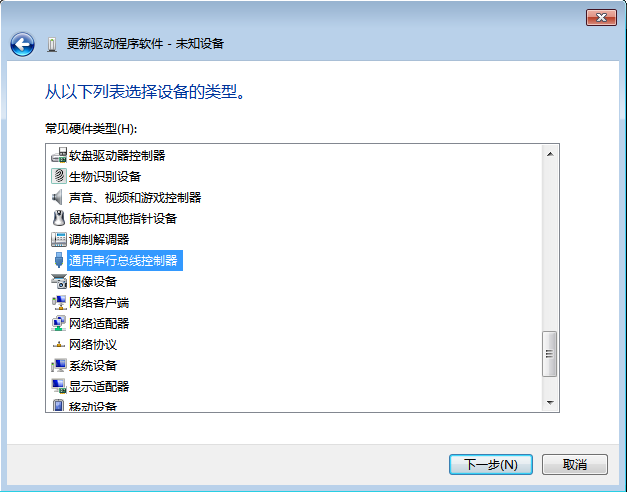 更新驱动程序软件 - 未知设备
从以下列表选择设备的类型。
常见硬件类型(H):
软盘驱动器控制器
生物识别设备
声音、视频和游戏控制器
鼠标和其他指针设备
调制解调器
通用串行总线控制器
图像设备
网络客户端
网络适配器
网络协议
系统设备
显示适配器
移动设备
下一步(N)
取消